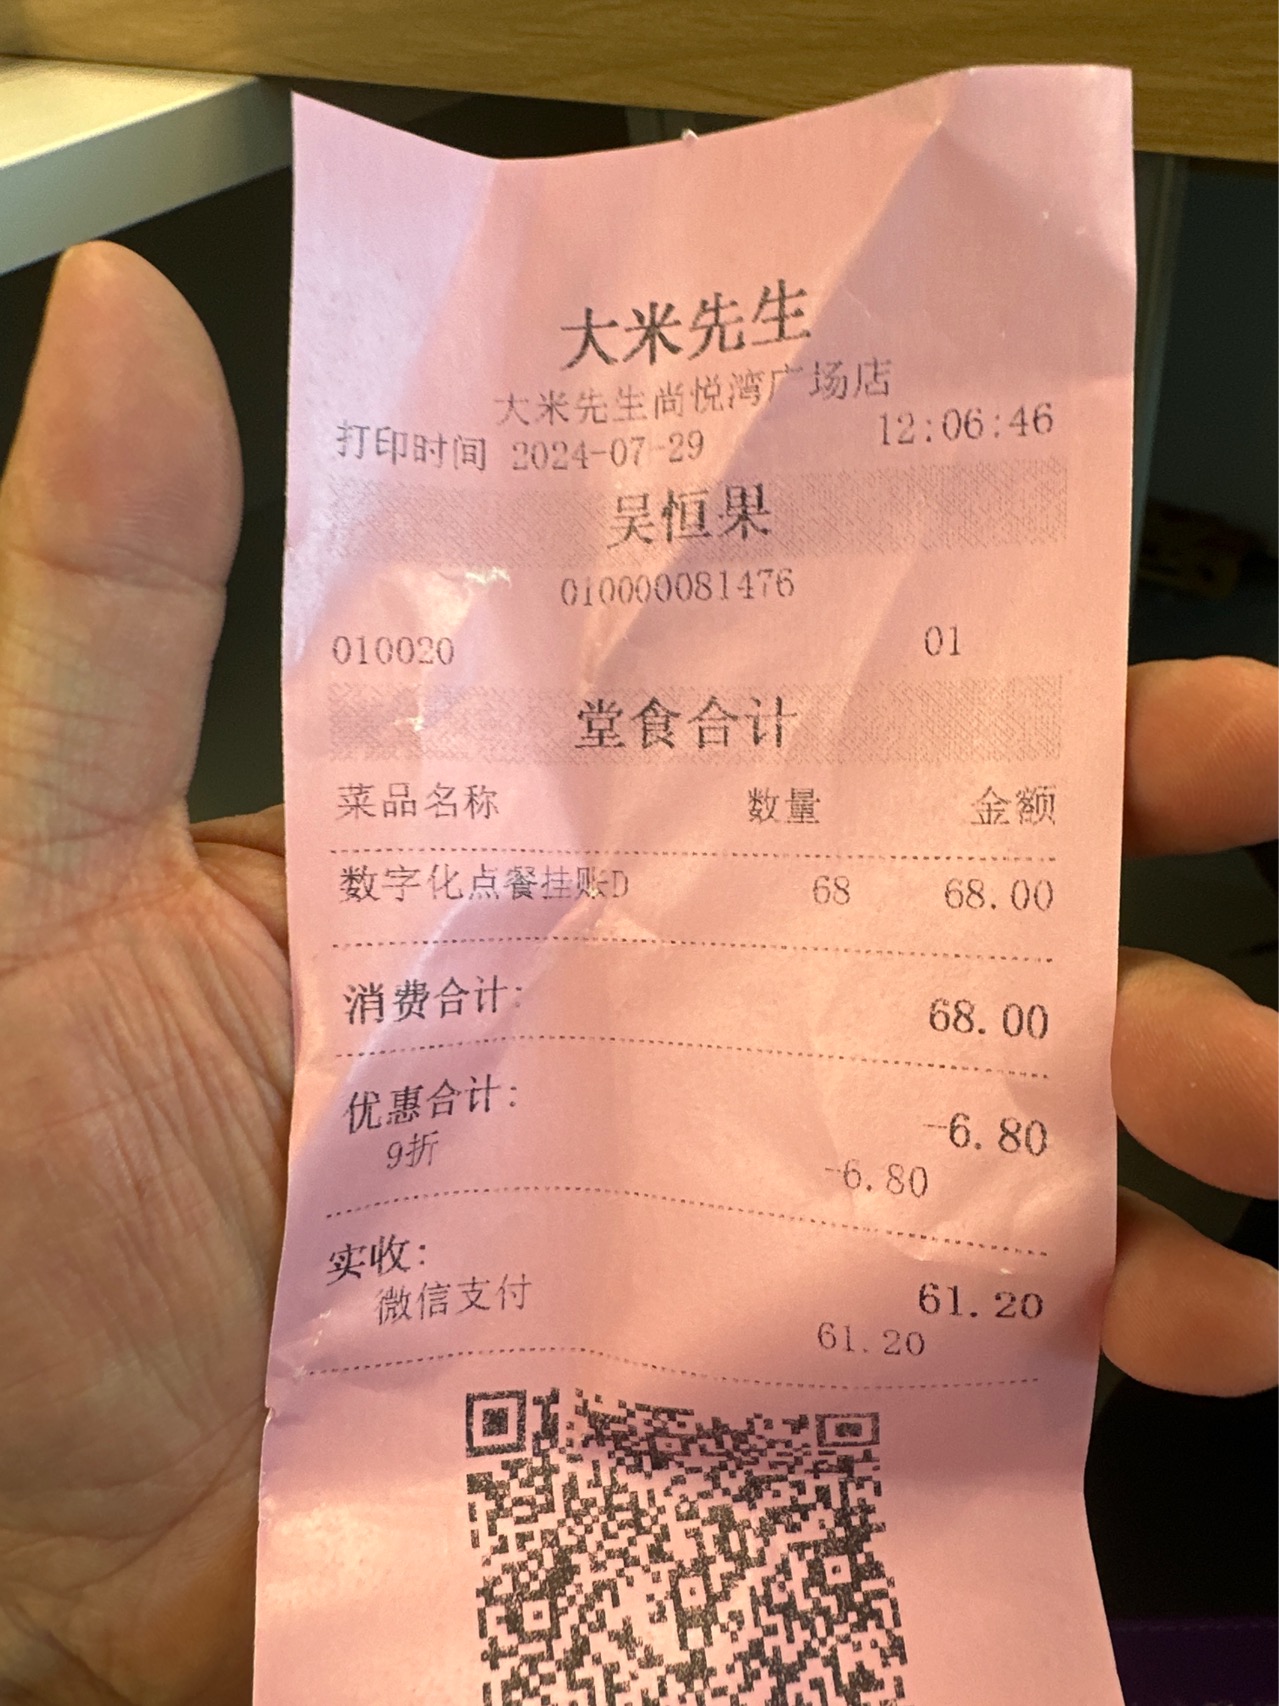 大米先生
大米先生尚悦湾广场店
打印时间 2024-07-29 12:06:46
吴恒果
010000081476
010020 01
堂食合计
菜品名称 数量 金额
数字化点餐挂账D 68 68.00
消费合计: 68.00
优惠合计: -6.80
9折 -6.80
实收: 61.20
微信支付 61.20